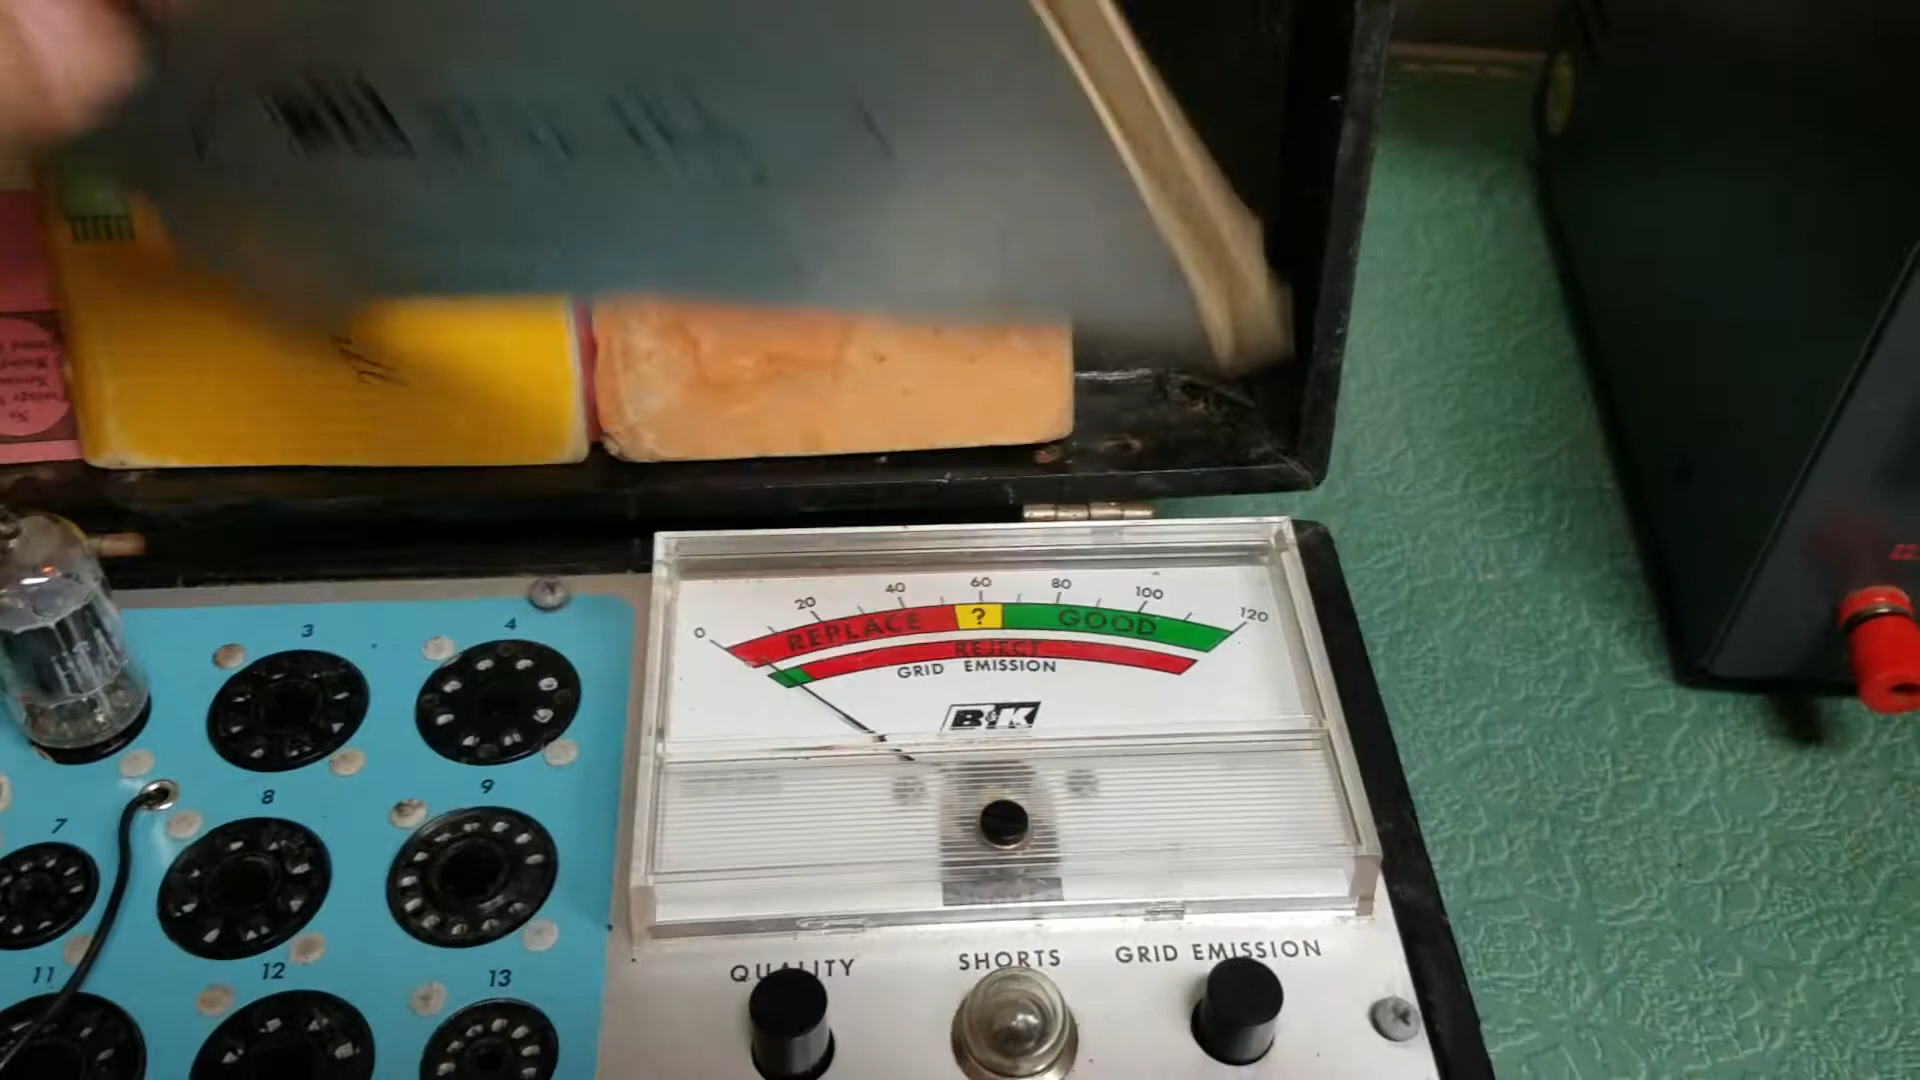 0 20 40 60 80 100 120
REPLACE ? GOOD
REJECT
GRID EMISSION
B&K
3 4
7 8 9
11 12 13
QUALITY SHORTS GRID EMISSION